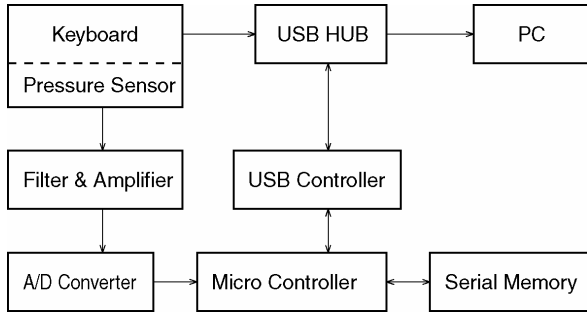 Keyboard
USB HUB
PC
Pressure Sensor
Filter & Amplifier
USB Controller
A/D Converter
Micro Controller
Serial Memory